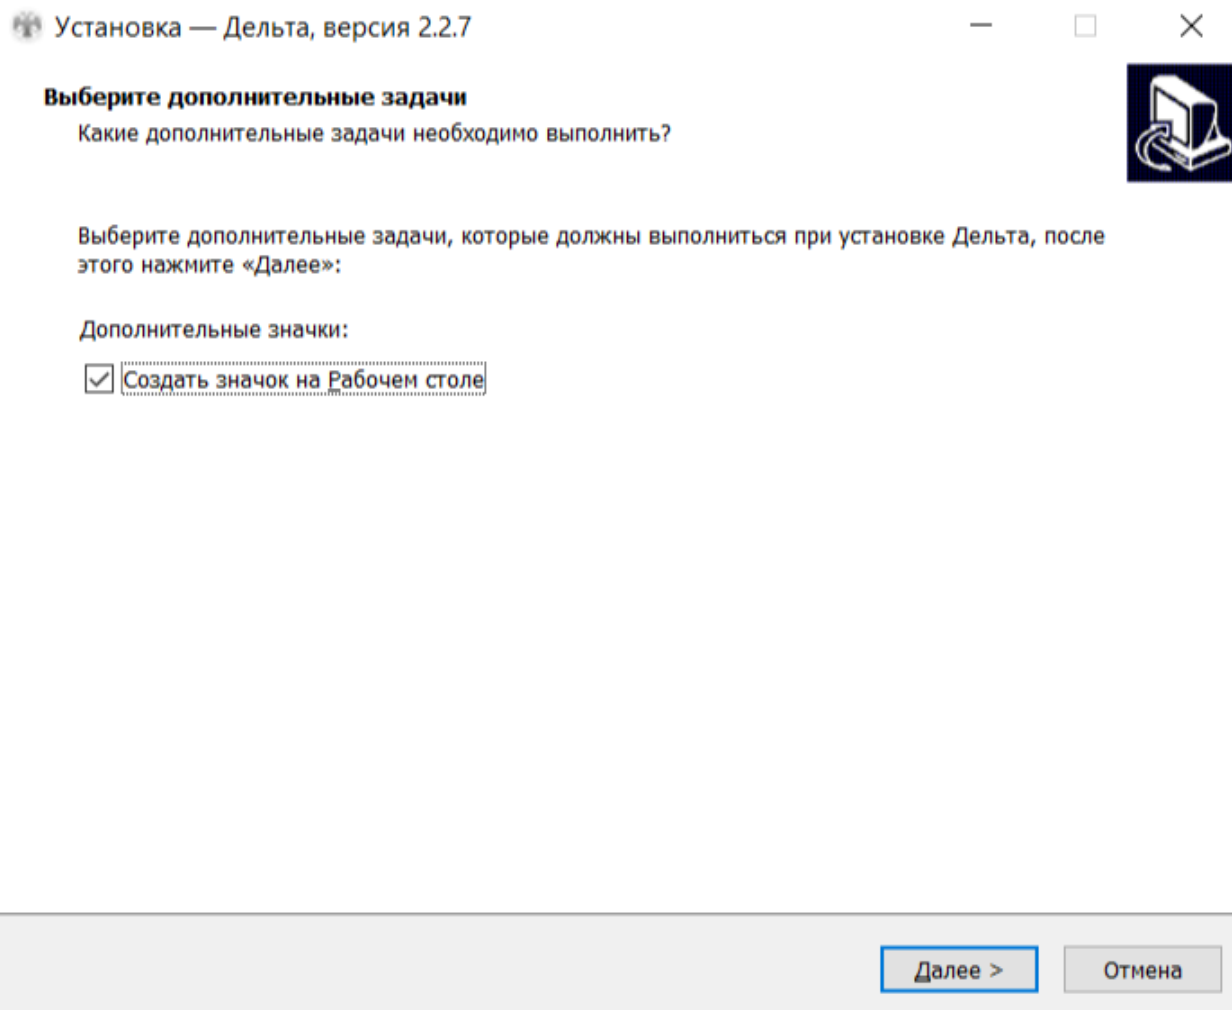 Установка — Дельта, версия 2.2.7
Выберите дополнительные задачи
Какие дополнительные задачи необходимо выполнить?
Выберите дополнительные задачи, которые должны выполниться при установке Дельта, после
этого нажмите «Далее»:
Дополнительные значки:
Создать значок на Рабочем столе
Далее >
Отмена